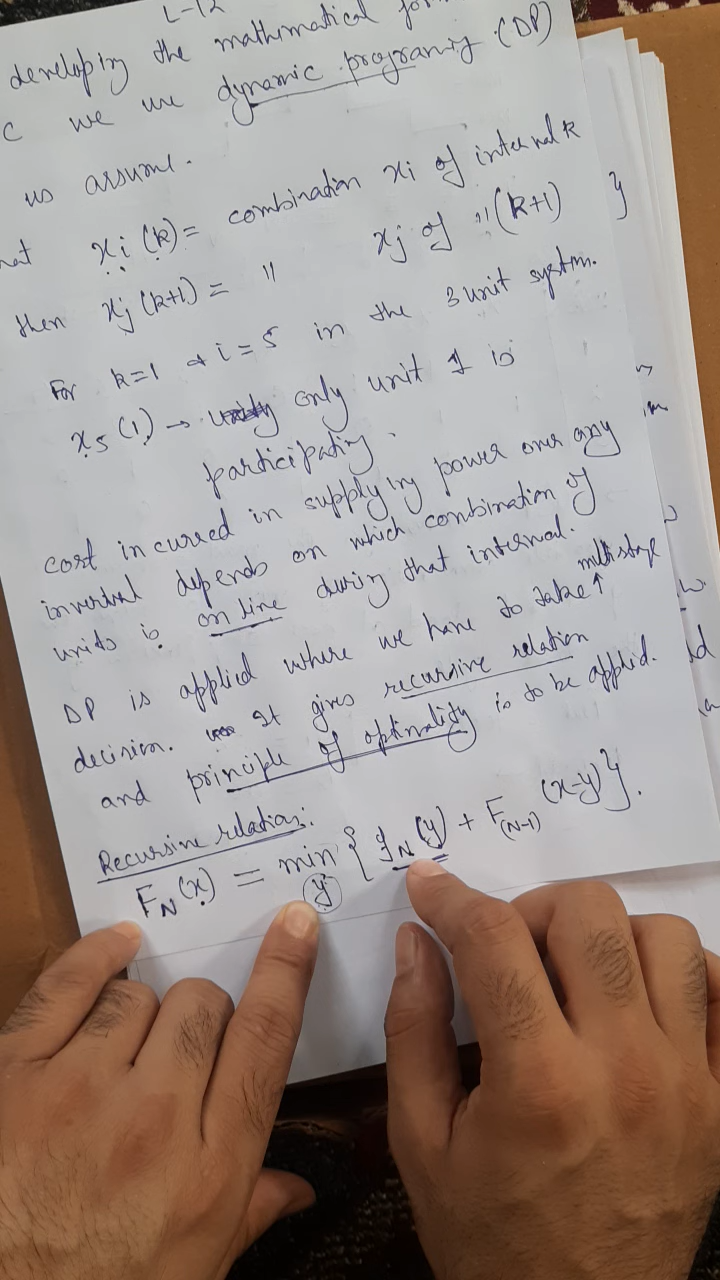 L-12
developing the mathematical for
C we use dynamic programig (DP)
us assume.
hat xi (k) = combination xi of interval k
then xj (k+1) = " xj of " (k+1) }
For k=1 & i=5 in the 3 unit system.
x5 (1) → only unit 1 is
participating.
cost incurred in supplying power over any
interval depends on which combination of
units is on line during that interval.
DP is applied where we have to take ↑ multistage
decision. It gives recursive relation
and principle of optimality is to be applied.
Recursive relation:
FN(x) = min {gN(y) + F(N-1) (x-y)}.
y